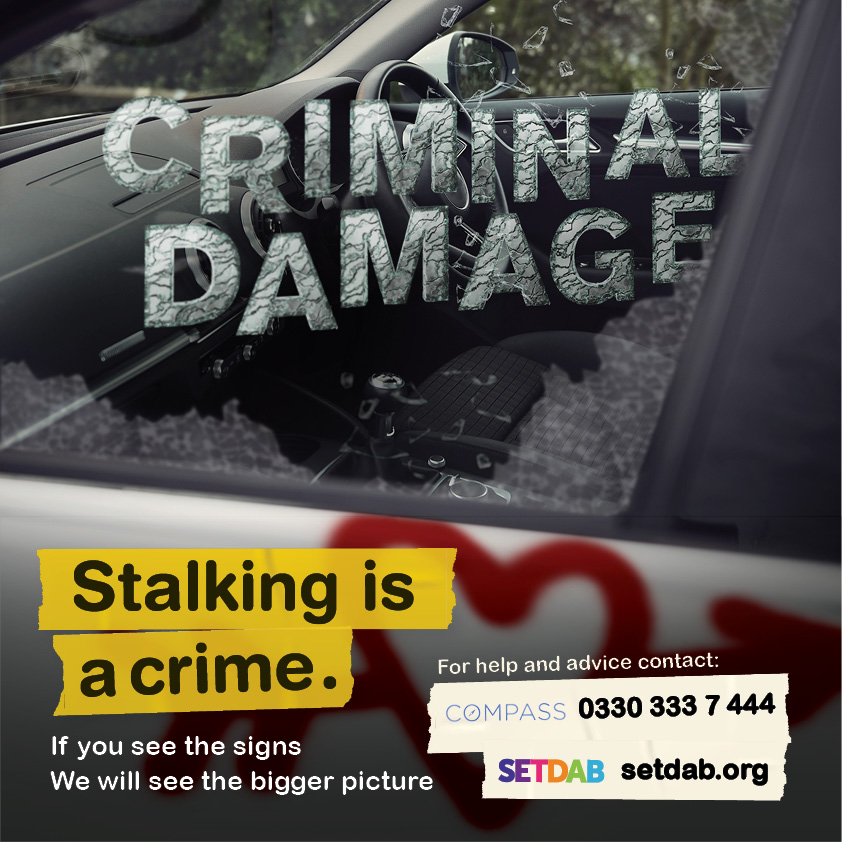 CRIMINAL
DAMAGE
Stalking is
a crime.
If you see the signs
We will see the bigger picture
For help and advice contact:
COMPASS 0330 333 7 444
SETDAB setdab.org